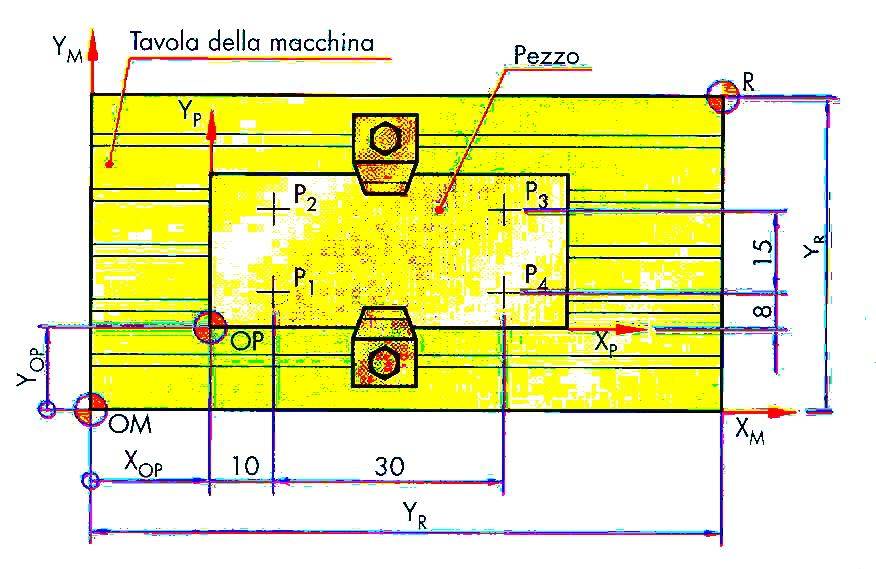 Y_M
Tavola della macchina
Pezzo
R
Y_P
P_2
P_3
15
Y_R
P_1
P_4
8
OP
X_P
Y_OP
OM
X_M
X_OP
10
30
Y_R